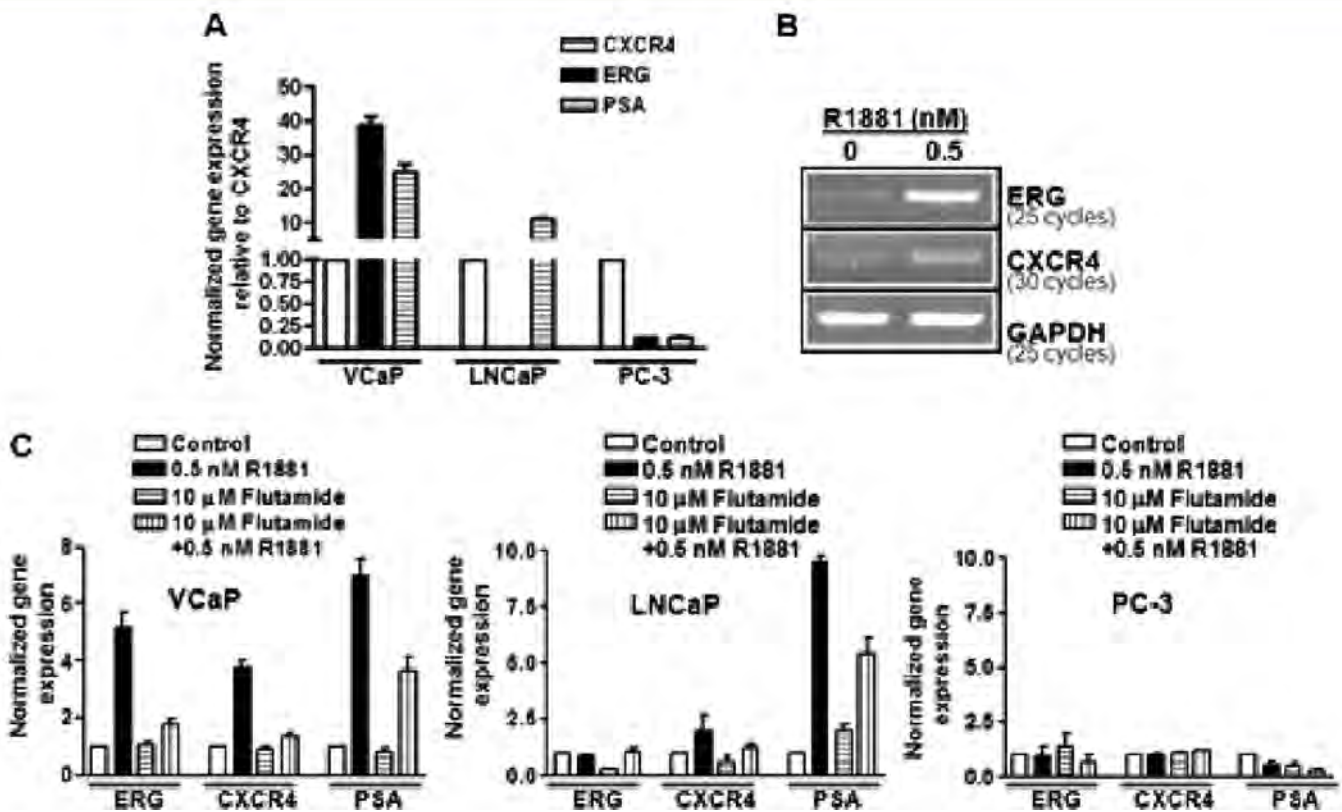 A
CXCR4
ERG
PSA
Normalized gene expression
relative to CXCR4
50
40
30
20
10
1.00
0.75
0.50
0.25
0.00
VCaP
LNCaP
PC-3
B
R1881 (nM)
0 0.5
ERG
(25 cycles)
CXCR4
(30 cycles)
GAPDH
(25 cycles)
C
Control
0.5 nM R1881
10 µM Flutamide
10 µM Flutamide
+0.5 nM R1881
Normalized gene
expression
8
6
4
2
0
VCaP
ERG CXCR4 PSA
Control
0.5 nM R1881
10 µM Flutamide
10 µM Flutamide
+0.5 nM R1881
Normalized gene
expression
10.0
7.5
5.0
2.5
0.0
LNCaP
ERG CXCR4 PSA
Control
0.5 nM R1881
10 µM Flutamide
10 µM Flutamide
+0.5 nM R1881
Normalized gene
expression
10.0
7.5
5.0
2.5
0.0
PC-3
ERG CXCR4 PSA